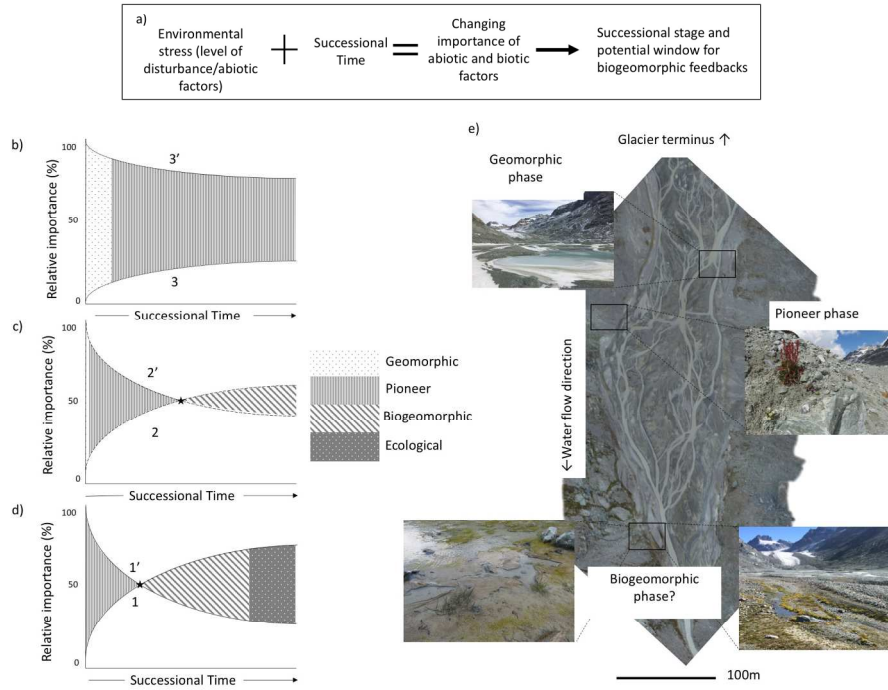 a)
Environmental
stress (level of
disturbance/abiotic
factors)
+
Successional
Time
=
Changing
importance of
abiotic and biotic
factors
Successional stage and
potential window for
biogeomorphic feedbacks
b)
Relative importance (%)
100
50
0
3’
3
Successional Time
c)
Relative importance (%)
100
50
0
2’
2
Successional Time
d)
Relative importance (%)
100
50
0
1’
1
Successional Time
Geomorphic
Pioneer
Biogeomorphic
Ecological
e)
Glacier terminus ↑
Geomorphic
phase
Pioneer phase
←Water flow direction
Biogeomorphic
phase?
100m